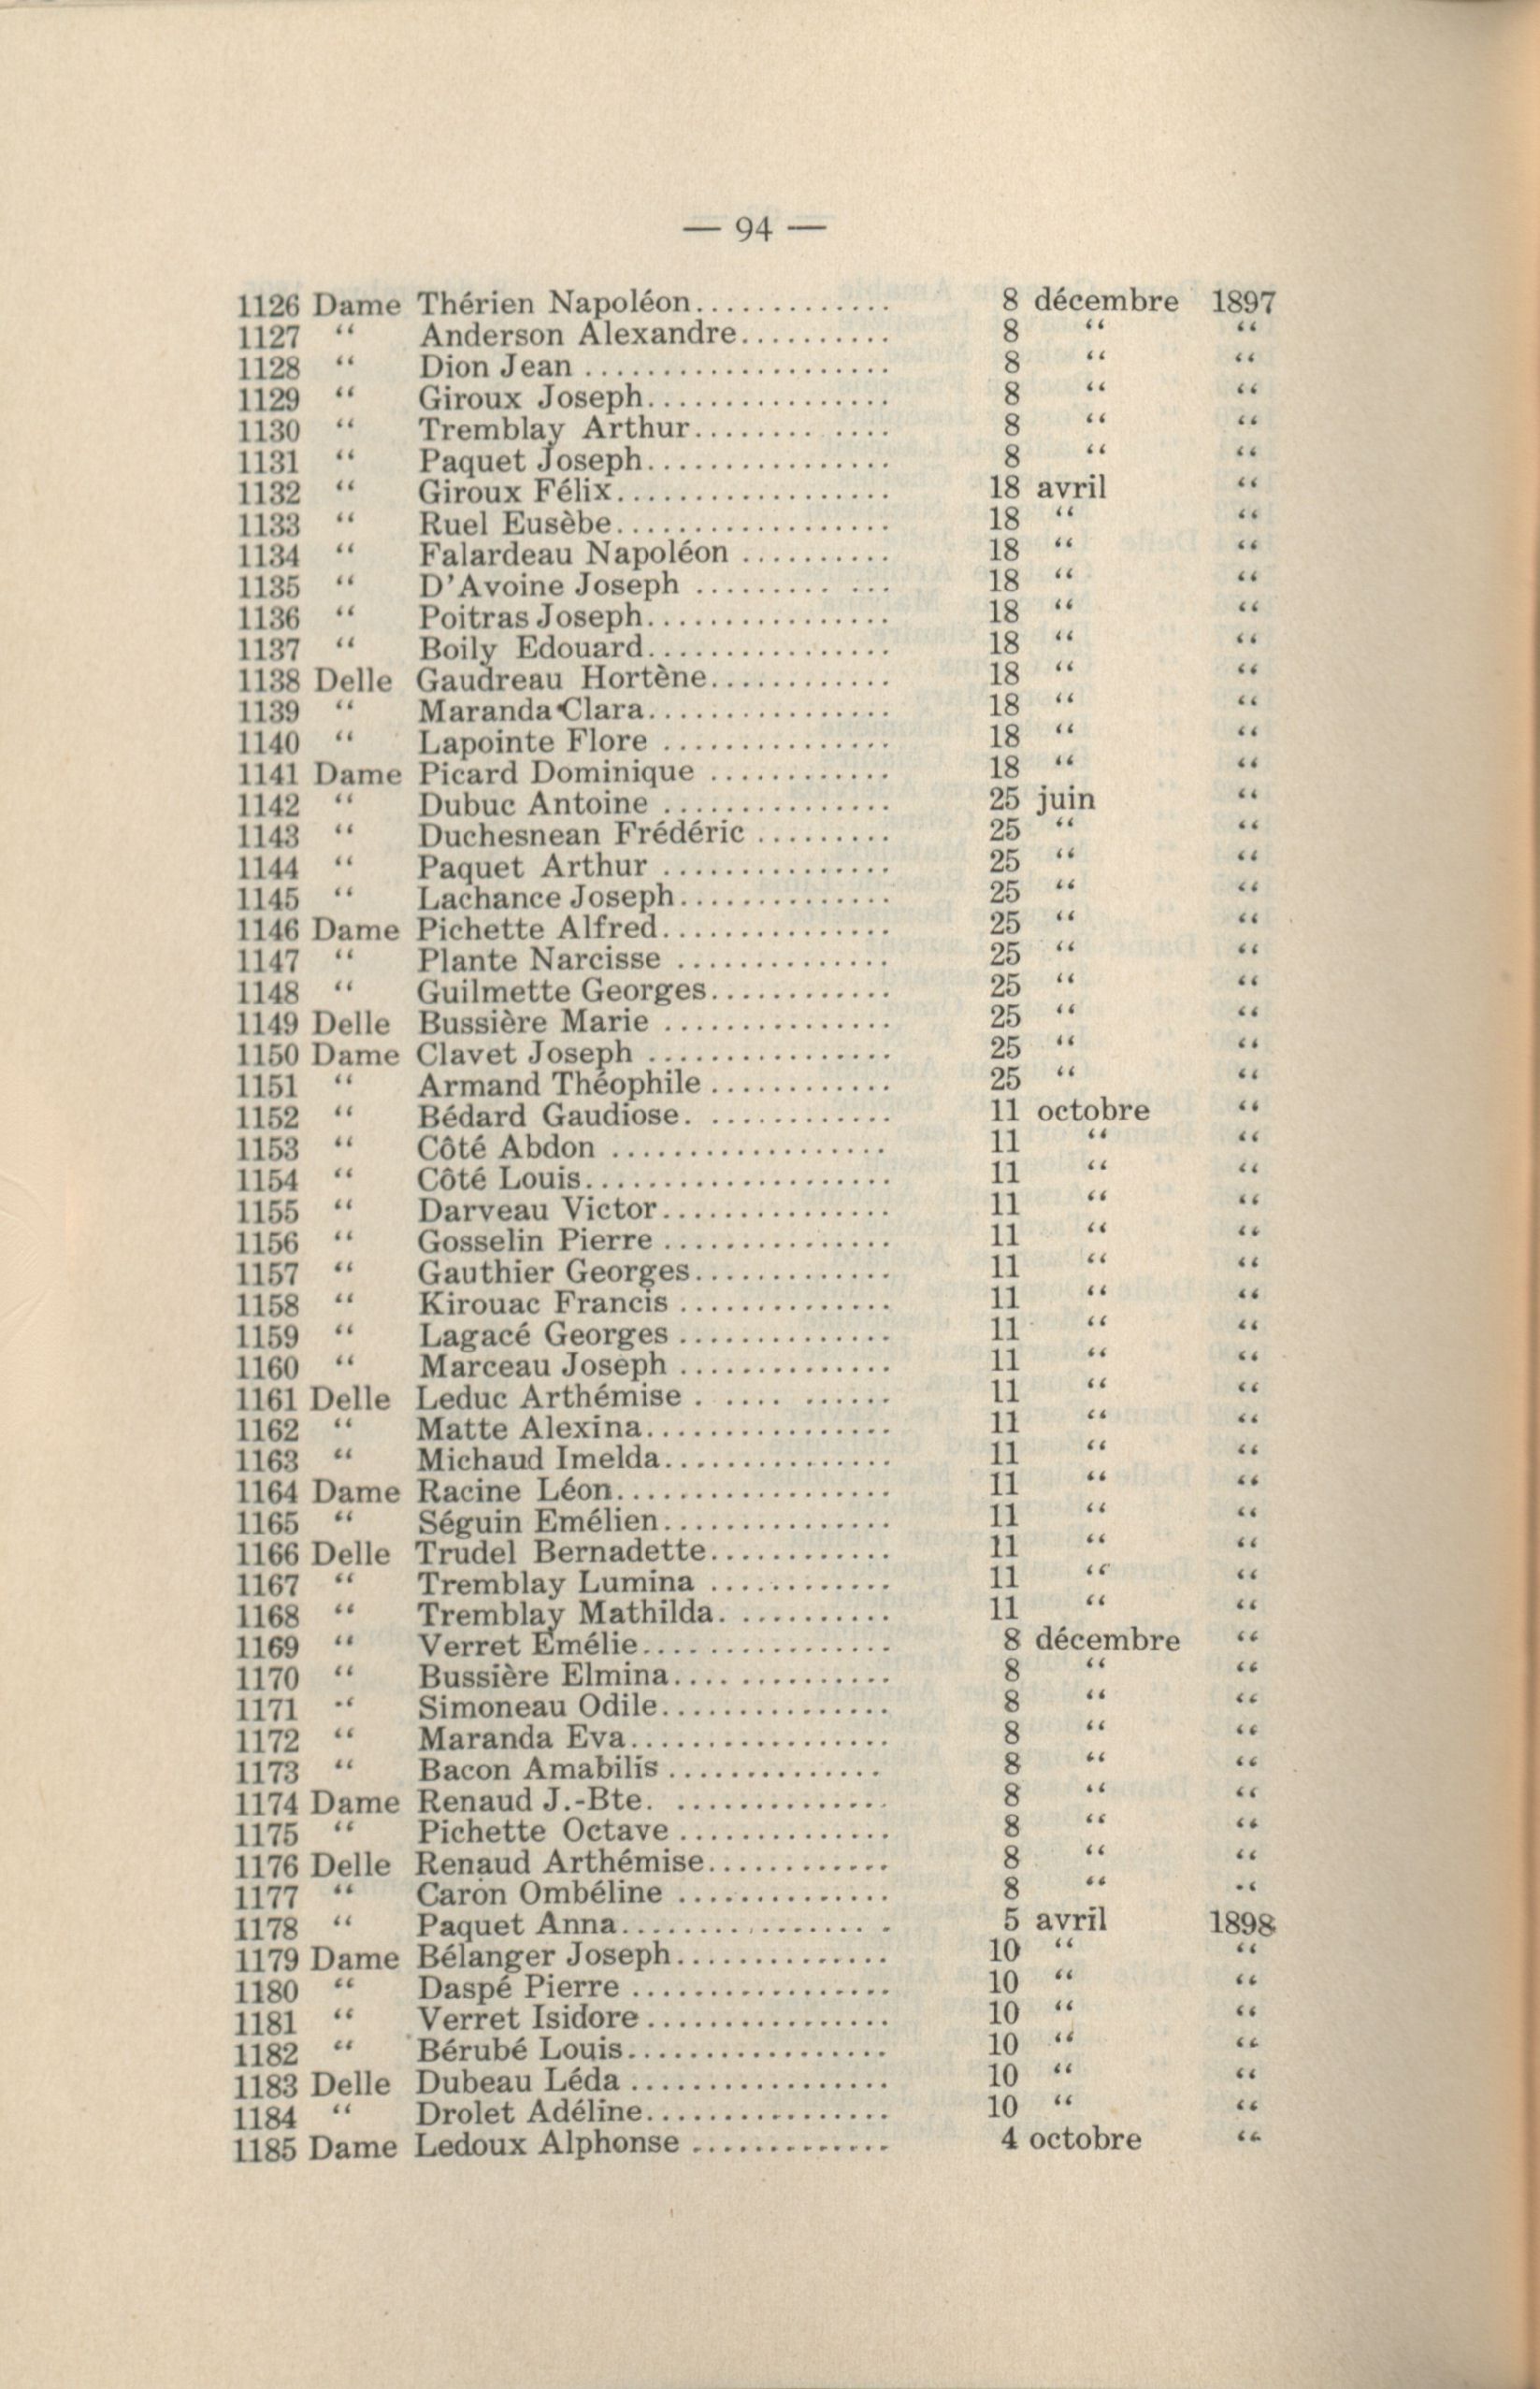 — 94 —
1126 Dame Thérien Napoléon............. 8 décembre 1897
1127 “ Anderson Alexandre.......... 8 “ “
1128 “ Dion Jean .................... 8 “ “
1129 “ Giroux Joseph................ 8 “ “
1130 “ Tremblay Arthur........ .... 8 “ “
1131 “ Paquet Joseph................ 8 “ “
1132 “ Giroux Félix.................. 18 avril “
1133 “ Ruel Eusèbe.................. 18 “ “
1134 “ Falardeau Napoléon .......... 18 “ “
1135 “ D'Avoine Joseph ......... ... 18 “ “
1136 “ Poitras Joseph................ 18 “ “
1137 “ Boily Edouard................ 18 “ “
1138 Delle Gaudreau Hortène............ 18 “ “
1139 “ Maranda Clara................ 18 “ “
1140 “ Lapointe Flore ............... 18 “ “
1141 Dame Picard Dominique ............ 18 “ “
1142 “ Dubuc Antoine ............... 25 juin “
1143 “ Duchesnean Frédéric ......... 25 “ “
1144 “ Paquet Arthur ............... 25 “ “
1145 “ Lachance Joseph.............. 25 “ “
1146 Dame Pichette Alfred............... 25 “ “
1147 “ Plante Narcisse .............. 25 “ “
1148 “ Guilmette Georges............ 25 “ “
1149 Delle Bussière Marie ............... 25 “ “
1150 Dame Clavet Joseph ................ 25 “ “
1151 “ Armand Théophile ............ 25 “ “
1152 “ Bédard Gaudiose. ............ 11 octobre “
1153 “ Côté Abdon .................. 11 “ “
1154 “ Côté Louis.................... 11 “ “
1155 “ Darveau Victor............... 11 “ “
1156 “ Gosselin Pierre ............... 11 “ “
1157 “ Gauthier Georges............. 11 “ “
1158 “ Kirouac Francis .............. 11 “ “
1159 “ Lagacé Georges .............. 11 “ “
1160 “ Marceau Joseph .............. 11 “ “
1161 Delle Leduc Arthémise . .... ...... 11 “ “
1162 “ Matte Alexina................ 11 “ “
1163 “ Michaud Imelda............... 11 “ “
1164 Dame Racine Léon.................. 11 “ “
1165 “ Séguin Emélien............... 11 “ “
1166 Delle Trudel Bernadette............ 11 “ “
1167 “ Tremblay Lumina ............ 11 “ “
1168 “ Tremblay Mathilda. .......... 11 “ “
1169 “ Verret Emélie................ 8 décembre “
1170 “ Bussière Elmina.... .......... 8 “ “
1171 “ Simoneau Odile............... 8 “ “
1172 “ Maranda Eva................. 8 “ “
1173 “ Bacon Amabilis .............. 8 “ “
1174 Dame Renaud J.-Bte. .............. 8 “ “
1175 “ Pichette Octave .............. 8 “ “
1176 Delle Renaud Arthémise............ 8 “ “
1177 “ Caron Ombéline .............. 8 “ “
1178 “ Paquet Anna................. 5 avril 1898
1179 Dame Bélanger Joseph.............. 10 “ “
1180 “ Daspé Pierre ................. 10 “ “
1181 “ Verret Isidore ................ 10 “ “
1182 “ Bérubé Louis................. 10 “ “
1183 Delle Dubeau Léda ................. 10 “ “
1184 “ Drolet Adéline................ 10 “ “
1185 Dame Ledoux Alphonse ............. 4 octobre “